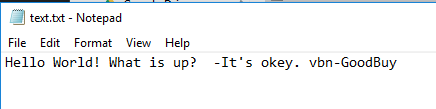 text.txt - Notepad
File Edit Format View Help
Hello World! What is up?  -It's okey. vbn-GoodBuy